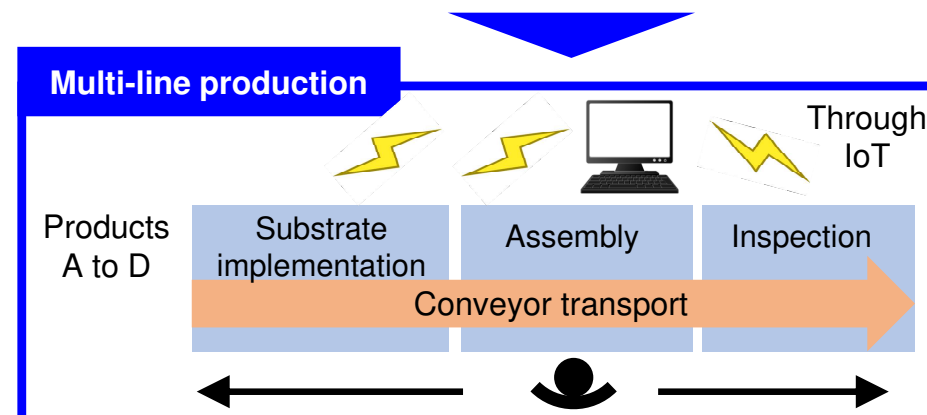 Multi-line production
Through
IoT
Products
A to D
Substrate
implementation
Assembly
Inspection
Conveyor transport